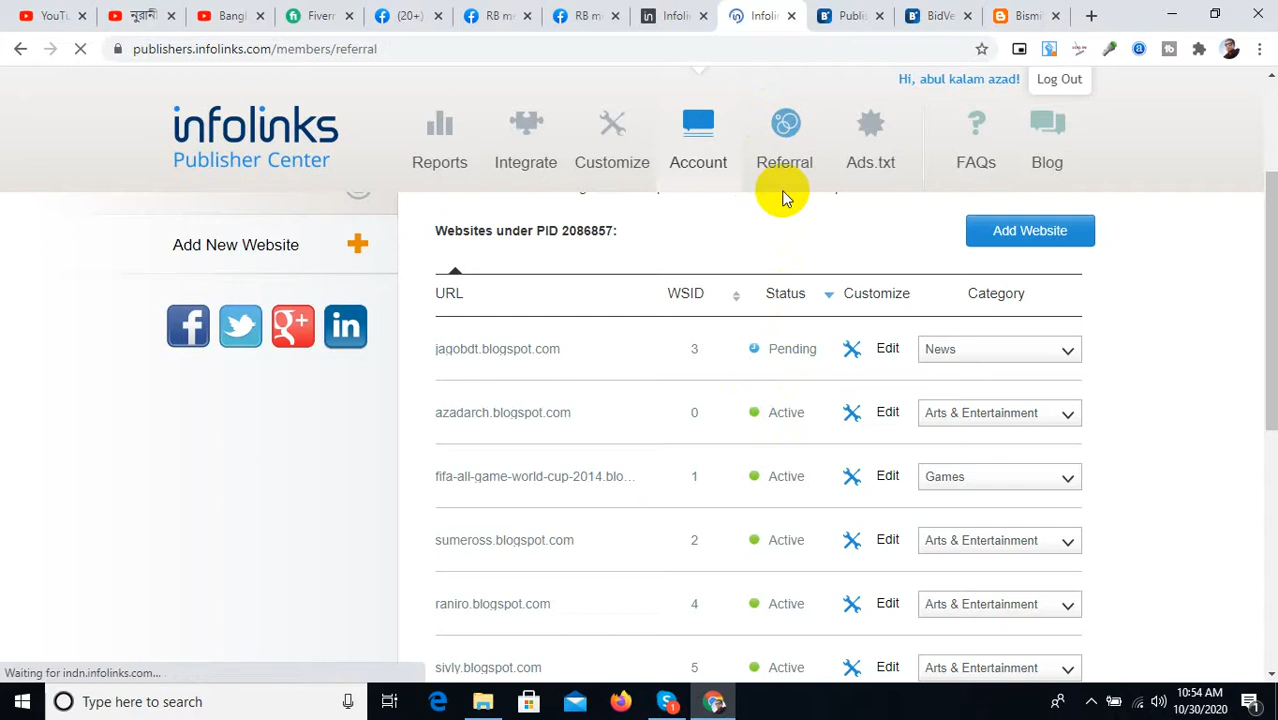 YouTu
নুরানী
Bangl
Fiverr
(20+)
RB m
RB m
Infolin
Infolin
Publis
BidVe
Bismi
publishers.infolinks.com/members/referral
Hi, abul kalam azad!
Log Out
infolinks
Publisher Center
Reports
Integrate
Customize
Account
Referral
Ads.txt
FAQs
Blog
Add New Website
Websites under PID 2086857:
Add Website
URL WSID Status Customize Category
jagobdt.blogspot.com 3 Pending Edit News
azadarch.blogspot.com 0 Active Edit Arts & Entertainment
fifa-all-game-world-cup-2014.blo... 1 Active Edit Games
sumeross.blogspot.com 2 Active Edit Arts & Entertainment
raniro.blogspot.com 4 Active Edit Arts & Entertainment
sivly.blogspot.com 5 Active Edit Arts & Entertainment
Waiting for indn.infolinks.com...
Type here to search
10:54 AM
10/30/2020